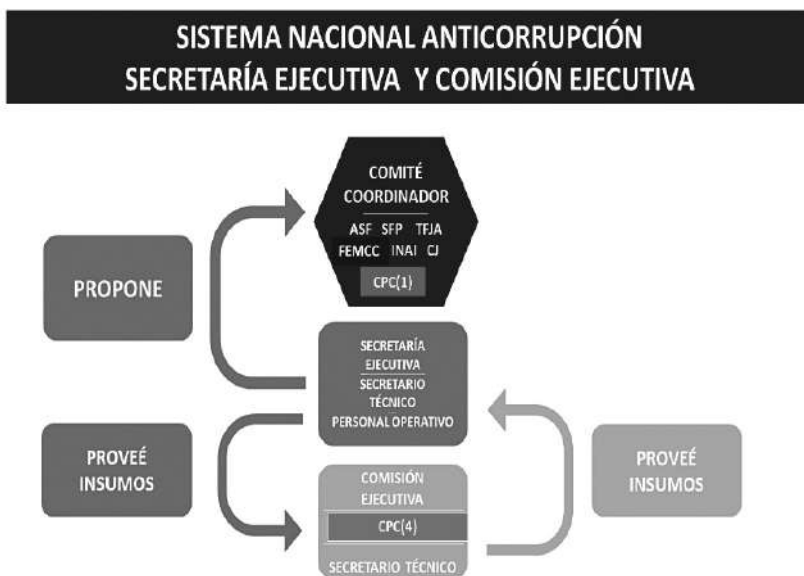 SISTEMA NACIONAL ANTICORRUPCIÓN
SECRETARÍA EJECUTIVA Y COMISIÓN EJECUTIVA
COMITÉ
COORDINADOR
ASF SFP TFJA
FEMCC INAI CJ
CPC(1)
PROPONE
SECRETARÍA
EJECUTIVA
SECRETARIO
TÉCNICO
PERSONAL OPERATIVO
PROVEÉ
INSUMOS
COMISIÓN
EJECUTIVA
CPC(4)
SECRETARIO TÉCNICO
PROVEÉ
INSUMOS